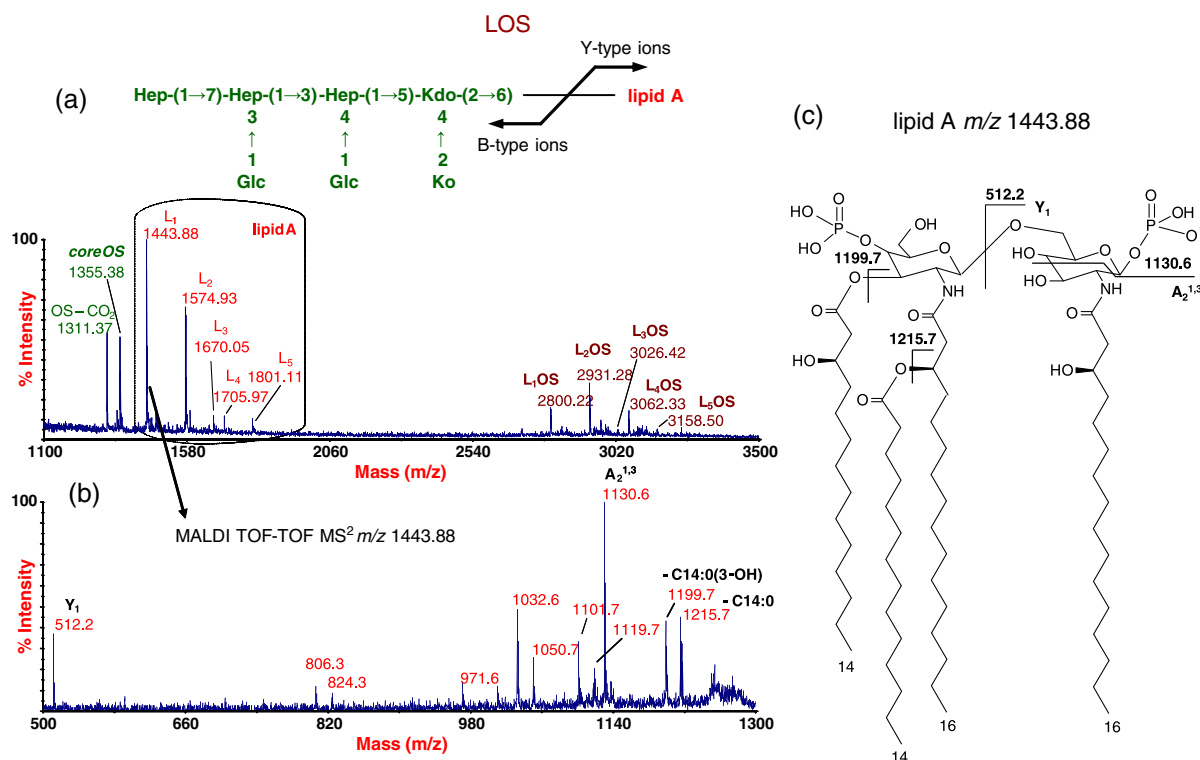 LOS
(a)
Y-type ions
Hep-(1→7)-Hep-(1→3)-Hep-(1→5)-Kdo-(2→6)
lipid A
3 4 4
B-type ions
↑ ↑ ↑
1 1 2
Glc Glc Ko
100
% Intensity
coreOS
1355.38
OS–CO2
1311.37
L1
1443.88
lipid A
L2
1574.93
L3
1670.05
L4
1705.97
L5
1801.11
L1OS
2800.22
L2OS
2931.28
L3OS
3026.42
L4OS
3062.33
L5OS
3158.50
1100 1580 2060 2540 3020 3500
Mass (m/z)
(b)
100
% Intensity
MALDI TOF-TOF MS² m/z 1443.88
Y1
512.2
806.3
824.3
971.6
1032.6
1050.7
1101.7
1119.7
A2 1,3
1130.6
- C14:0(3-OH)
1199.7
- C14:0
1215.7
500 660 820 980 1140 1300
Mass (m/z)
(c)
lipid A m/z 1443.88
512.2
Y1
O
HO P O
HO
OH
1199.7
O
O
O
O
HO
HO
O
P OH
O
O
1130.6
A2 1,3
O
NH
O
O
HO
1215.7
O
O
NH
O
HO
14
14
16
16